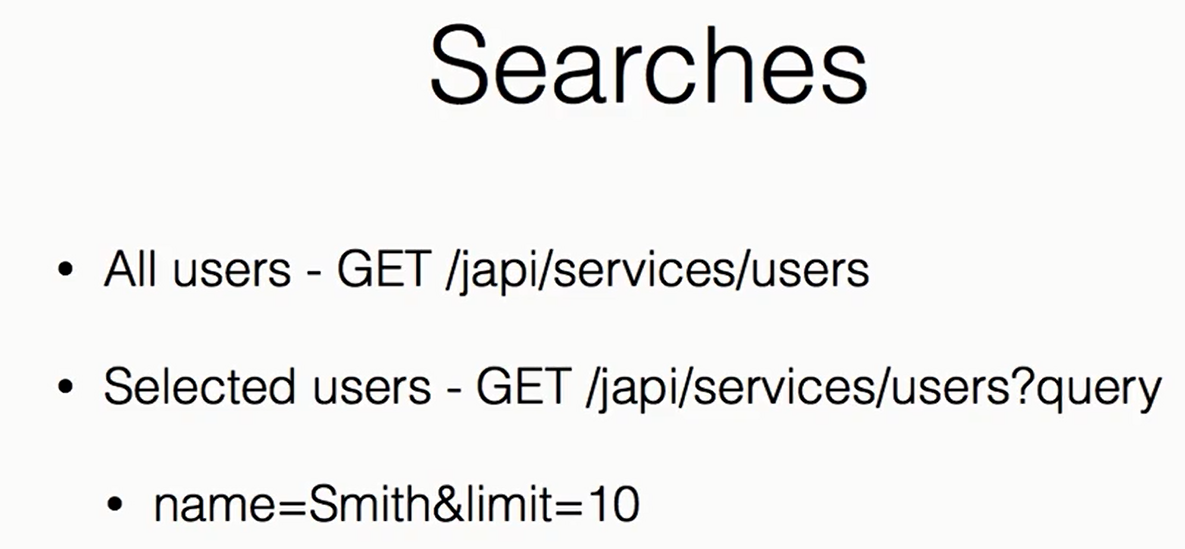 Searches
• All users - GET /japi/services/users
• Selected users - GET /japi/services/users?query
• name=Smith&limit=10